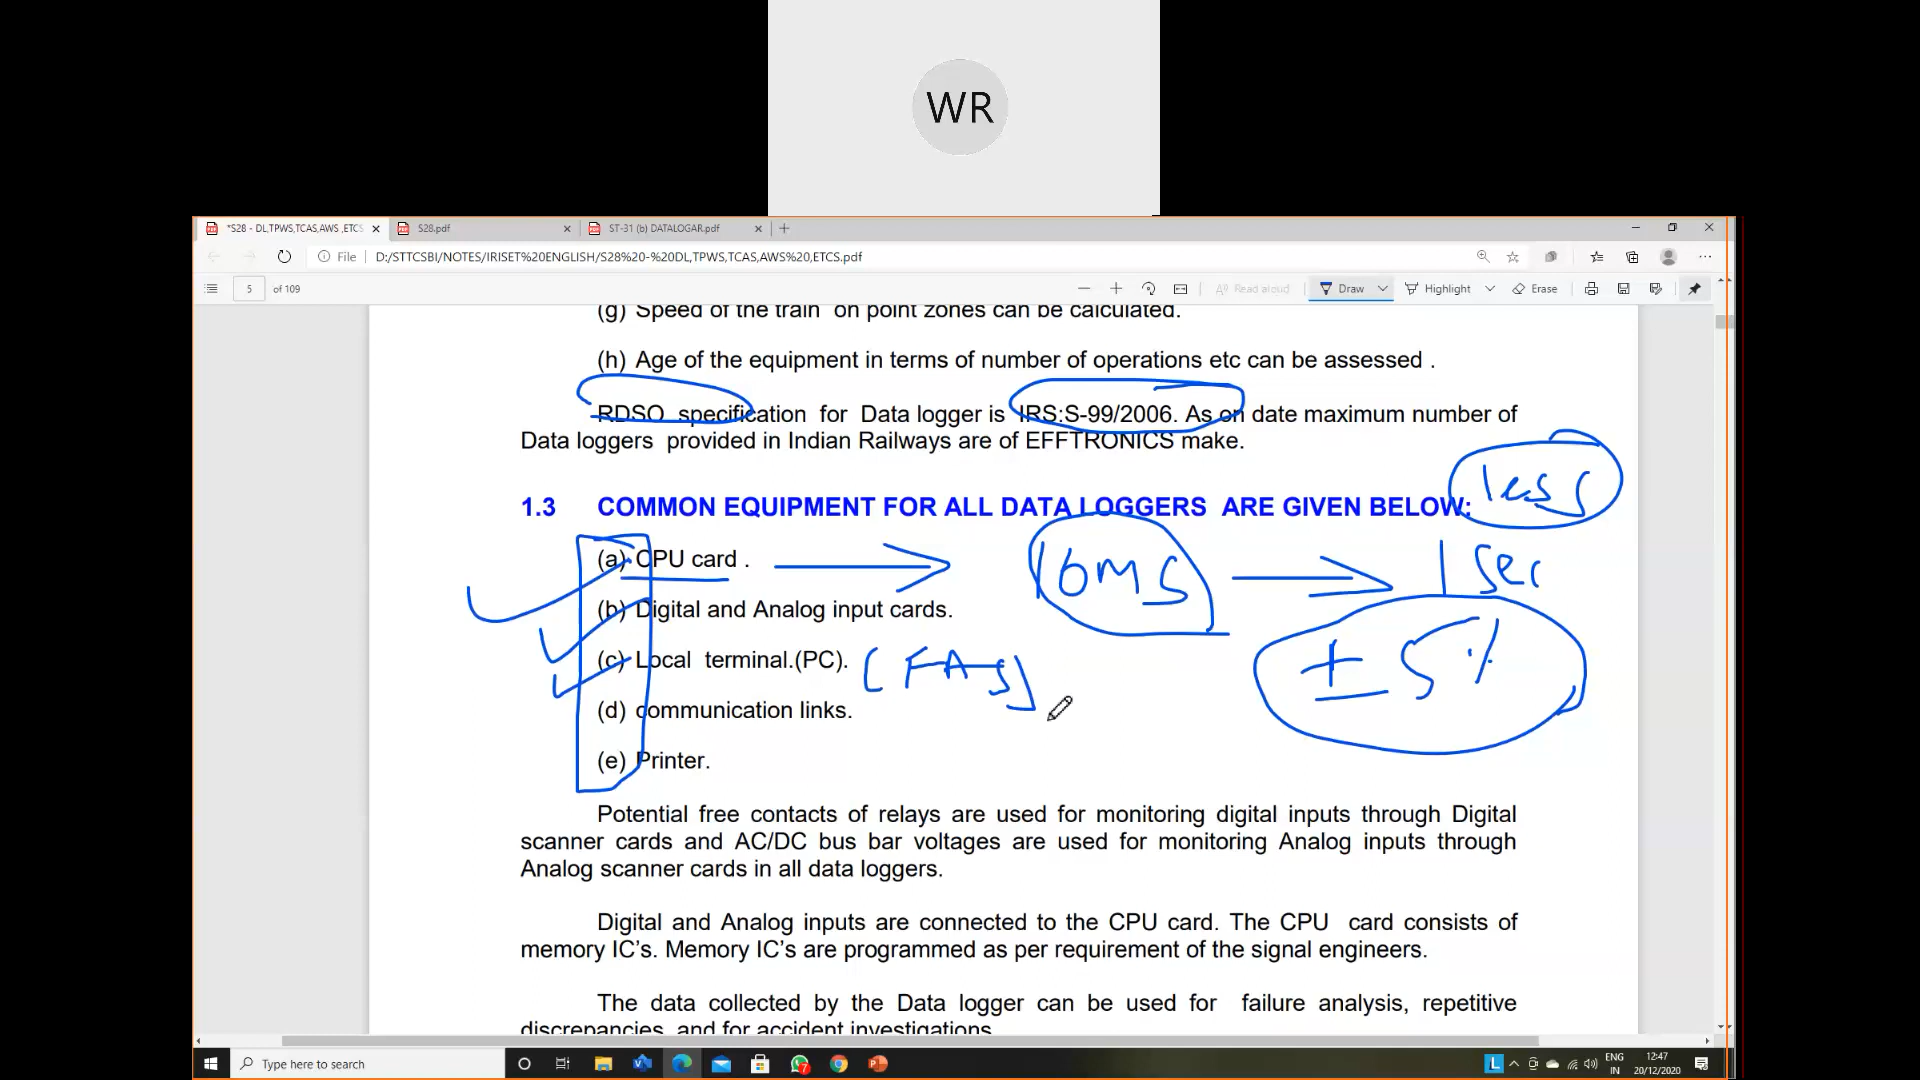 WR
*S28 - DL,TPWS,TCAS,AWS ,ETCS
S28.pdf
ST-31 (b) DATALOGAR.pdf
File D:/STTCSBI/NOTES/IRISET%20ENGLISH/S28%20-%20DL,TPWS,TCAS,AWS%20,ETCS.pdf
5 of 109
Read aloud Draw Highlight Erase
(g) Speed of the train on point zones can be calculated.
(h) Age of the equipment in terms of number of operations etc can be assessed .
RDSO specification for Data logger is IRS:S-99/2006. As on date maximum number of
Data loggers provided in Indian Railways are of EFFTRONICS make.
less
1.3 COMMON EQUIPMENT FOR ALL DATA LOGGERS ARE GIVEN BELOW:
(a) CPU card . 16ms 1 sec
(b) Digital and Analog input cards.
(c) Local terminal.(PC). (FAS) ± 5%
(d) communication links.
(e) Printer.
Potential free contacts of relays are used for monitoring digital inputs through Digital
scanner cards and AC/DC bus bar voltages are used for monitoring Analog inputs through
Analog scanner cards in all data loggers.
Digital and Analog inputs are connected to the CPU card. The CPU card consists of
memory IC’s. Memory IC’s are programmed as per requirement of the signal engineers.
The data collected by the Data logger can be used for failure analysis, repetitive
discrepancies and for accident investigations.
Type here to search
7
L
ENG
IN
12:47
20/12/2020